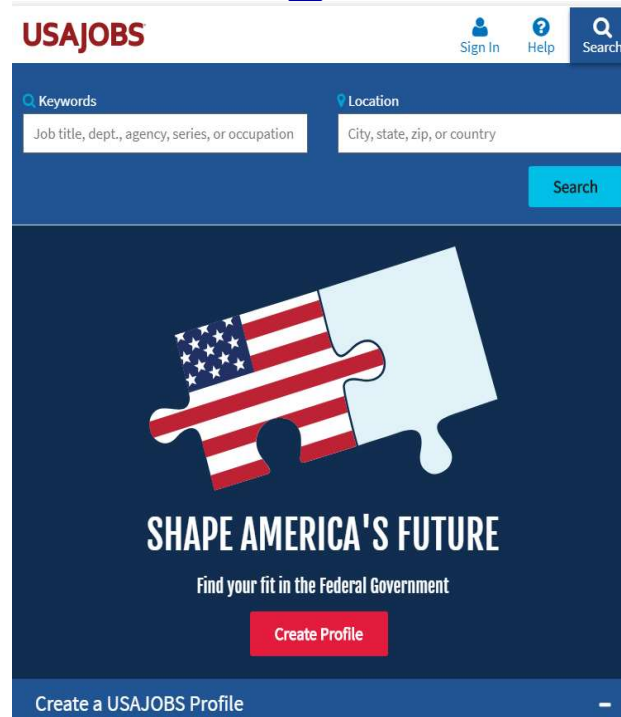 USAJOBS
Sign In
Help
Search
Keywords
Location
Job title, dept., agency, series, or occupation
City, state, zip, or country
Search
SHAPE AMERICA'S FUTURE
Find your fit in the Federal Government
Create Profile
Create a USAJOBS Profile